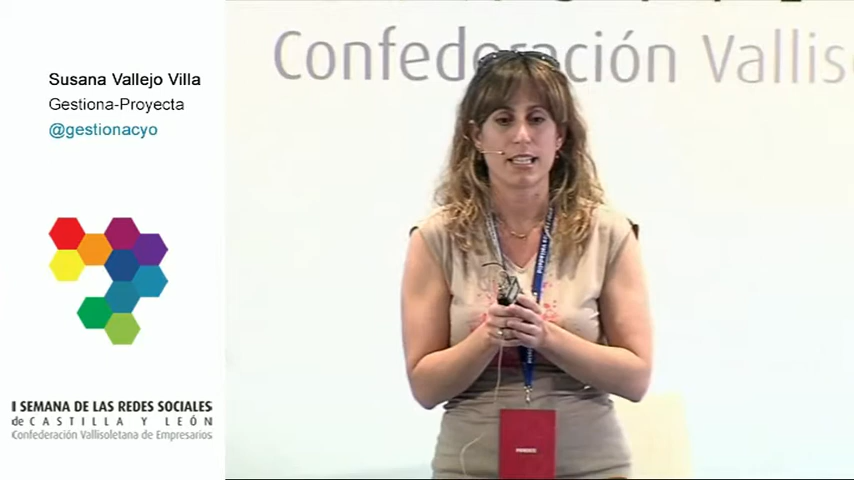 Susana Vallejo Villa
Gestiona-Proyecta
@gestionacyo
I SEMANA DE LAS REDES SOCIALES
de CASTILLA Y LEÓN
Confederación Vallisoletana de Empresarios
Confederación Vallis